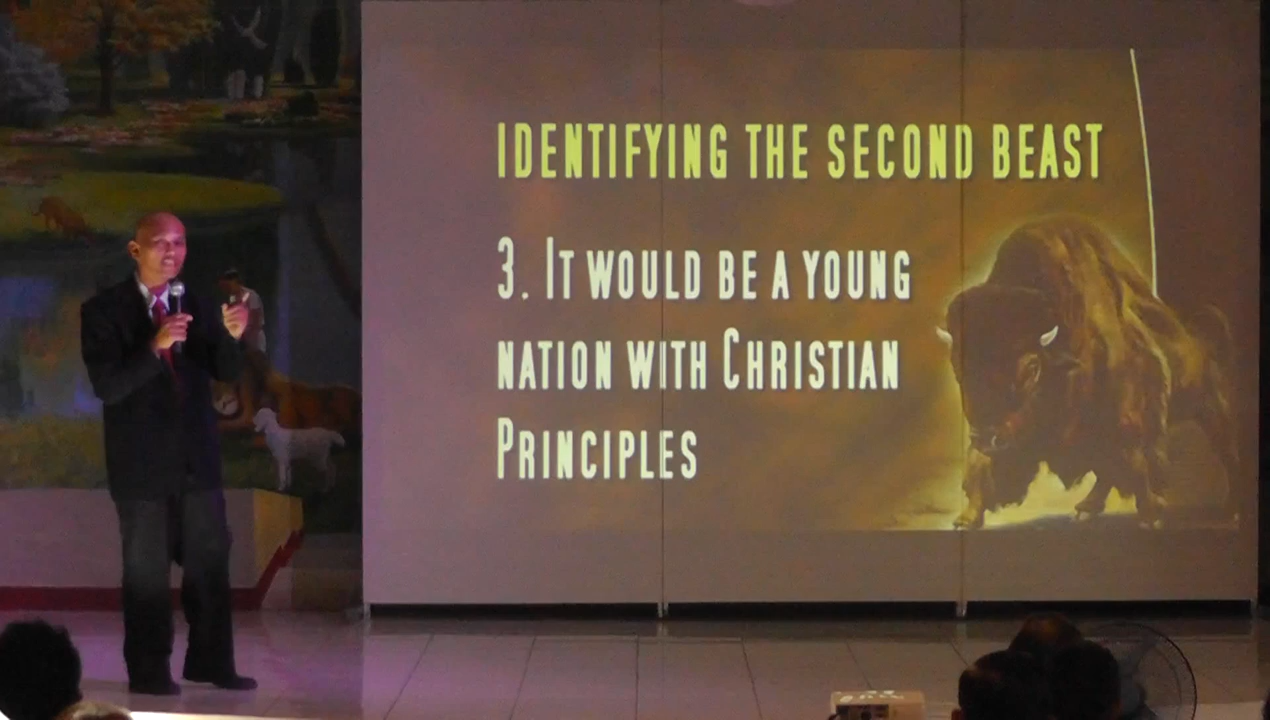 IDENTIFYING THE SECOND BEAST
3. IT WOULD BE A YOUNG
NATION WITH CHRISTIAN
PRINCIPLES